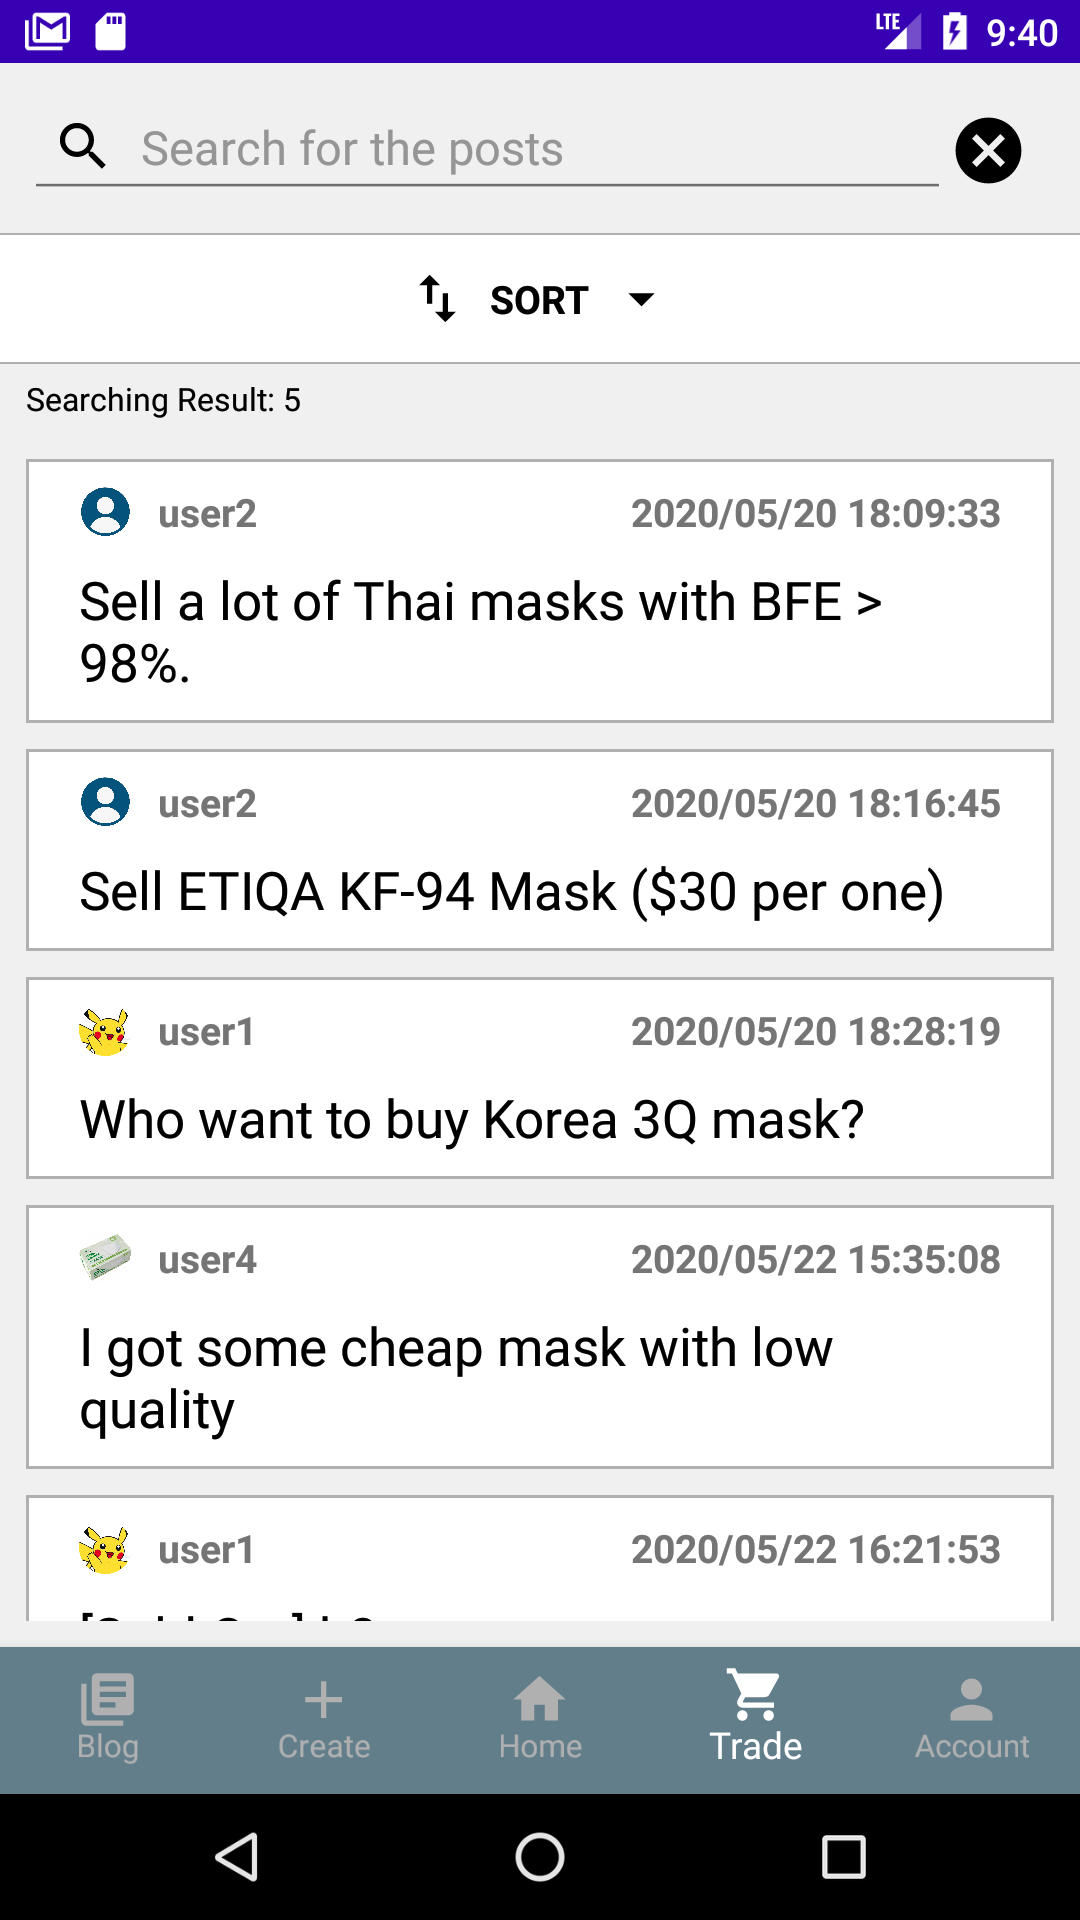 LTE 9:40
Search for the posts
SORT
Searching Result: 5
user2 2020/05/20 18:09:33
Sell a lot of Thai masks with BFE >
98%.
user2 2020/05/20 18:16:45
Sell ETIQA KF-94 Mask ($30 per one)
user1 2020/05/20 18:28:19
Who want to buy Korea 3Q mask?
user4 2020/05/22 15:35:08
I got some cheap mask with low
quality
user1 2020/05/22 16:21:53
Blog Create Home Trade Account